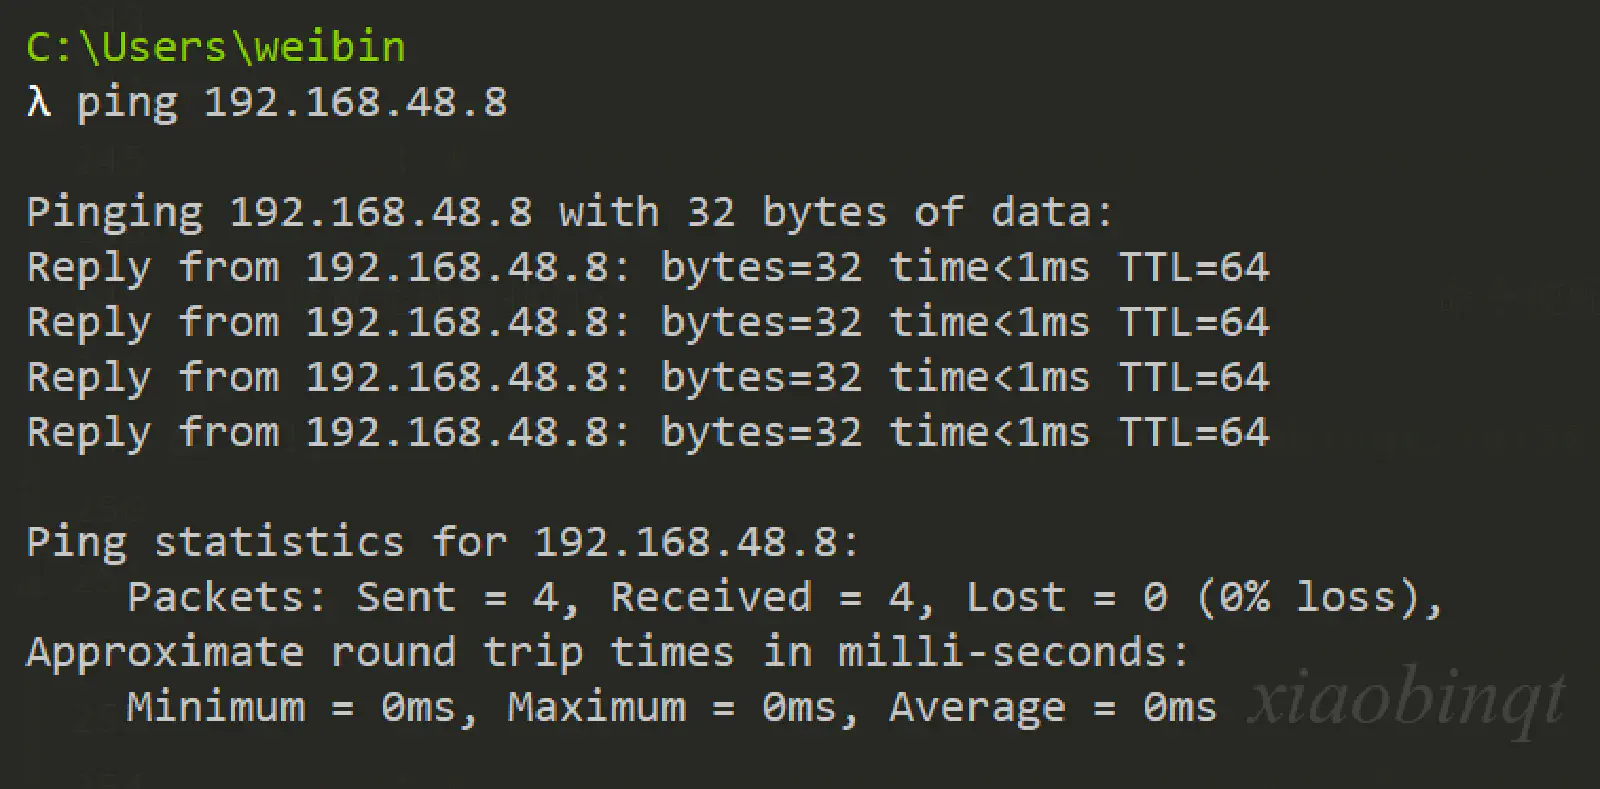 C:\Users\weibin
λ ping 192.168.48.8
Pinging 192.168.48.8 with 32 bytes of data:
Reply from 192.168.48.8: bytes=32 time<1ms TTL=64
Reply from 192.168.48.8: bytes=32 time<1ms TTL=64
Reply from 192.168.48.8: bytes=32 time<1ms TTL=64
Reply from 192.168.48.8: bytes=32 time<1ms TTL=64
Ping statistics for 192.168.48.8:
    Packets: Sent = 4, Received = 4, Lost = 0 (0% loss),
Approximate round trip times in milli-seconds:
    Minimum = 0ms, Maximum = 0ms, Average = 0ms
xiaobinqt